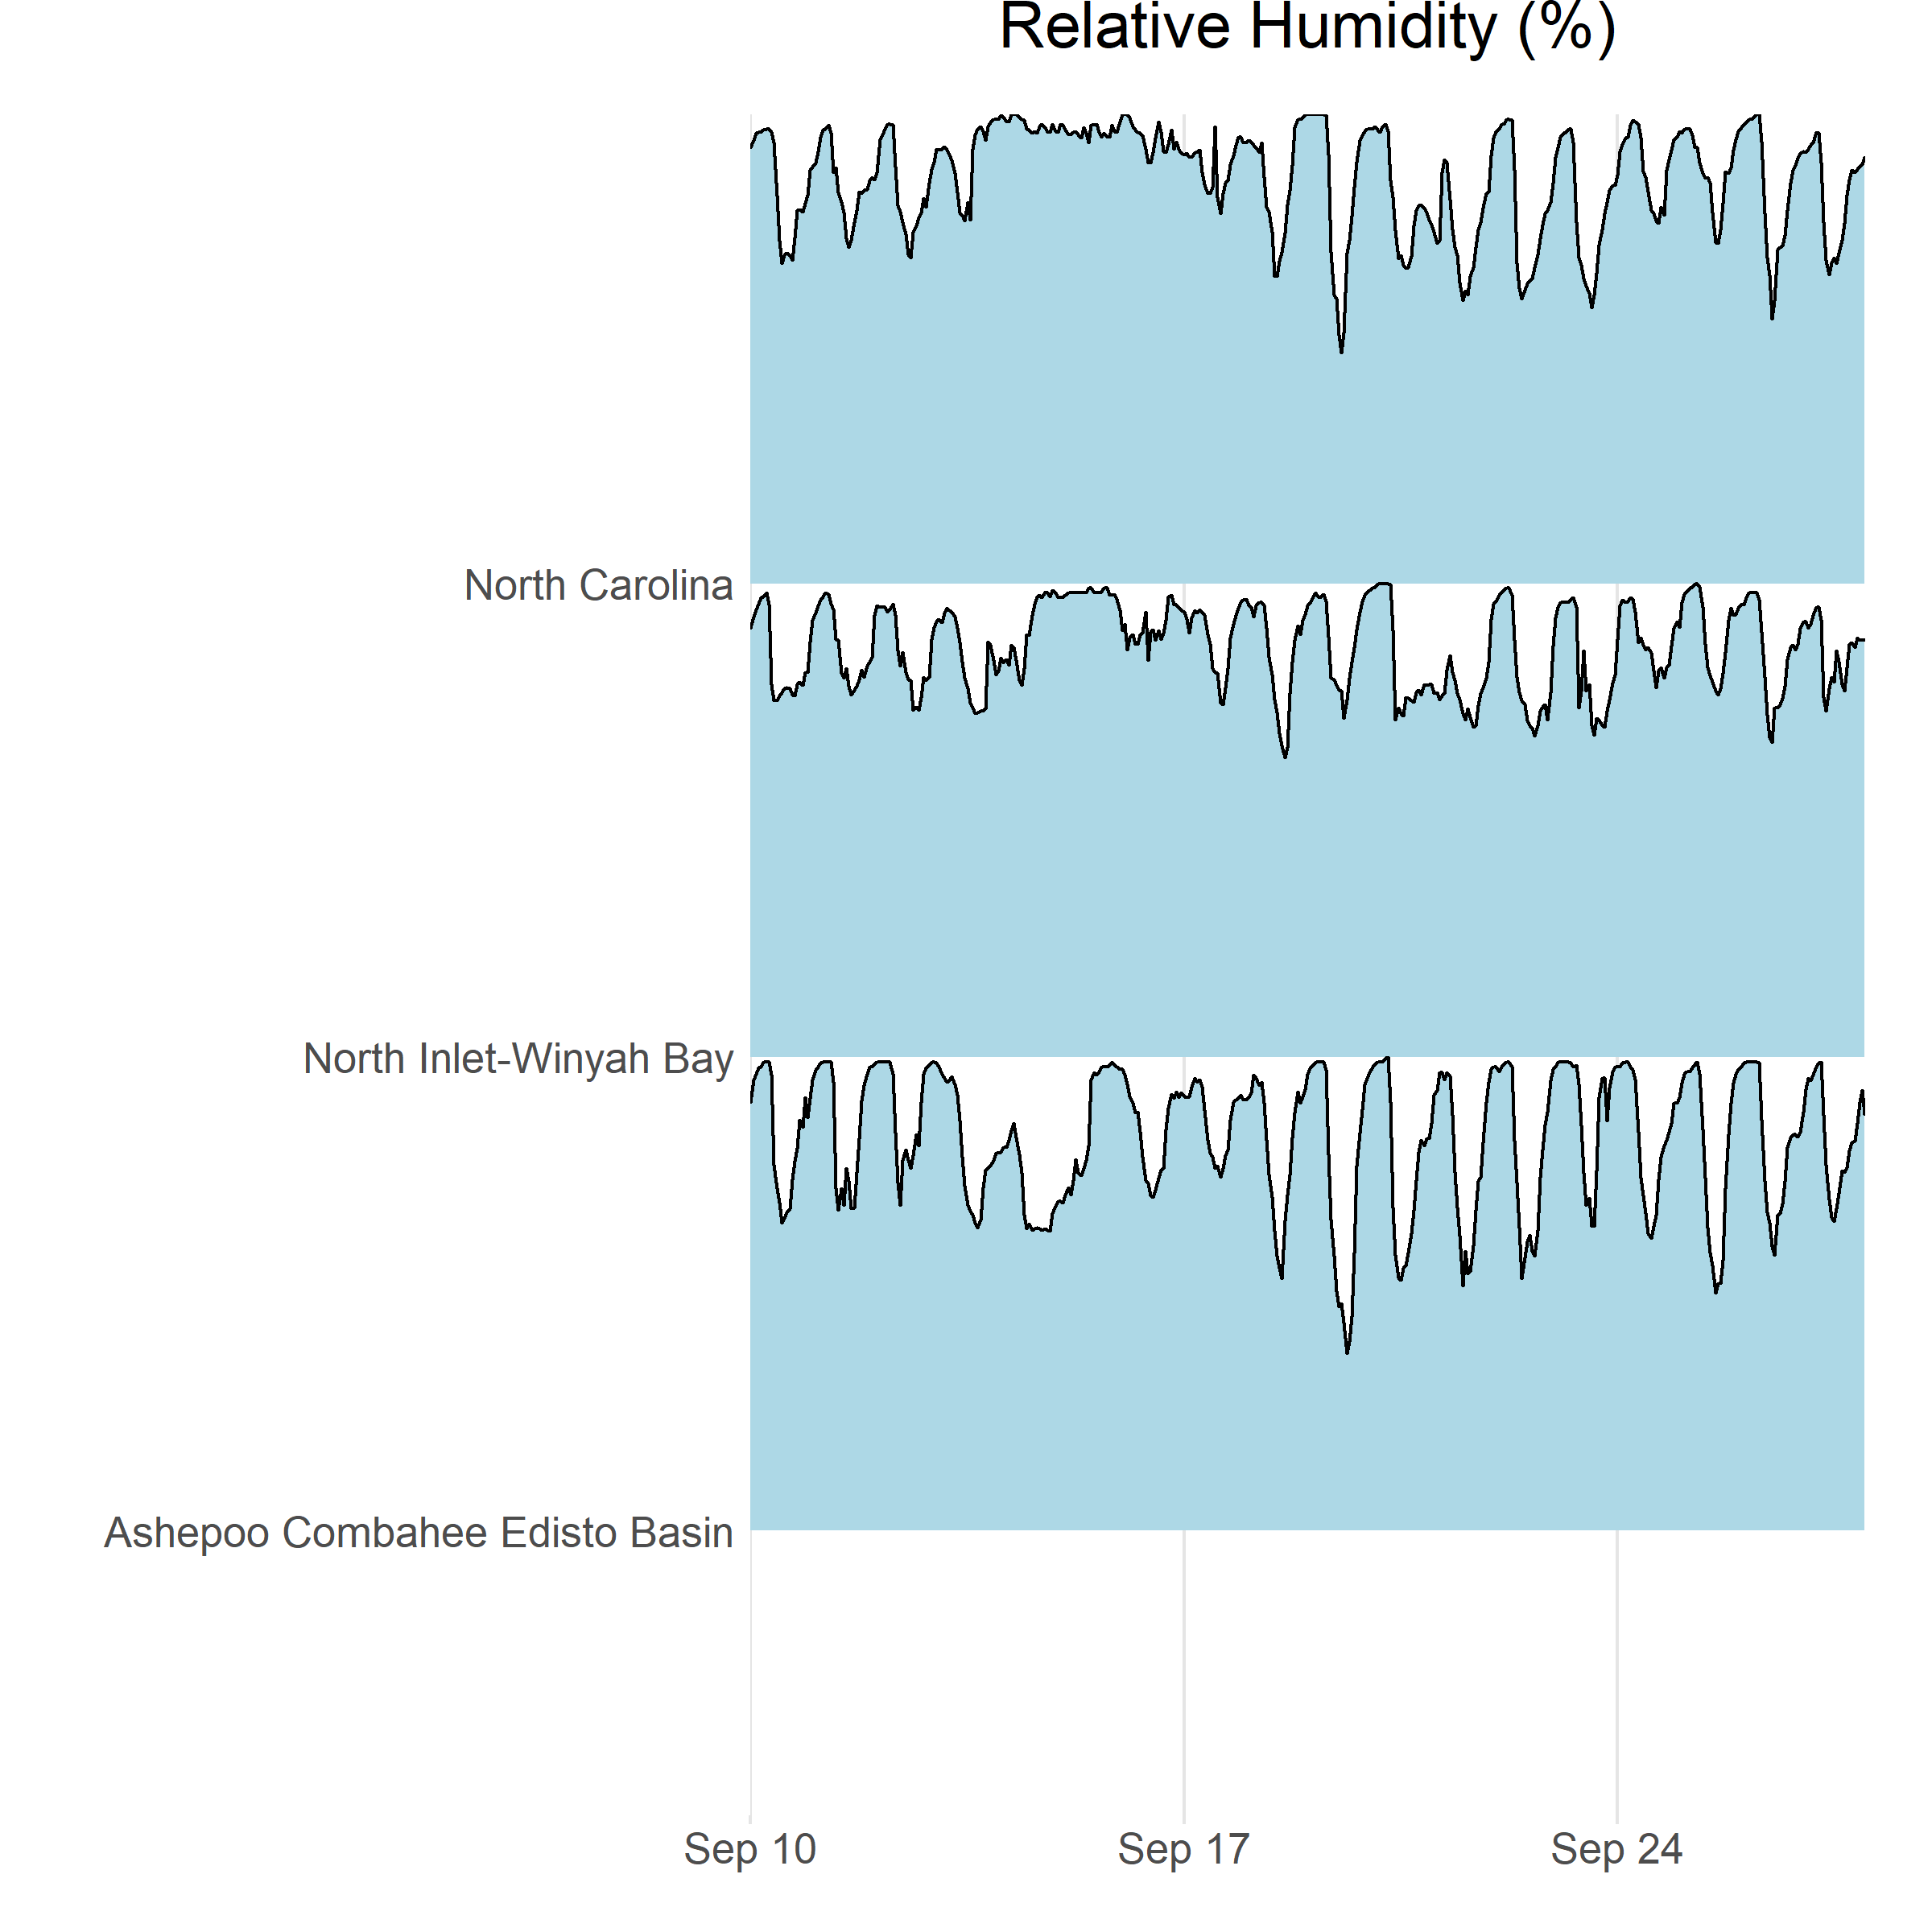 Relative Humidity (%)
North Carolina
North Inlet-Winyah Bay
Ashepoo Combahee Edisto Basin
Sep 10
Sep 17
Sep 24